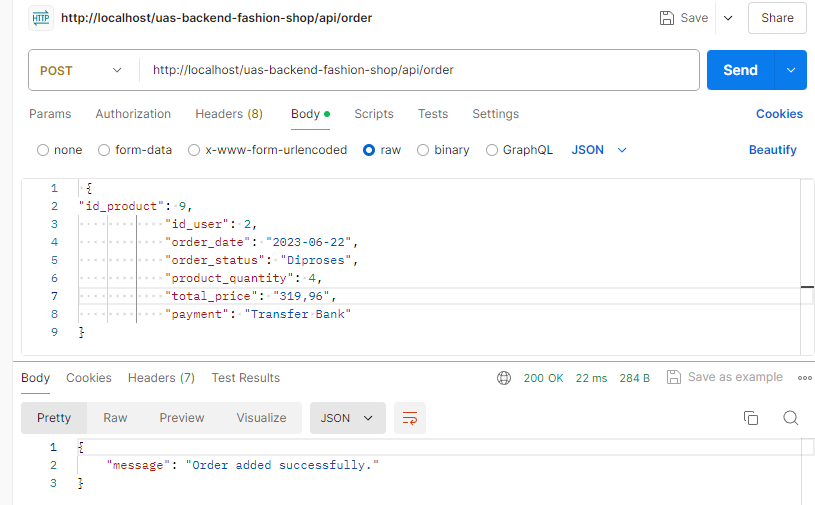 HTTP http://localhost/uas-backend-fashion-shop/api/order Save Share
POST http://localhost/uas-backend-fashion-shop/api/order Send
Params Authorization Headers (8) Body Scripts Tests Settings Cookies
none form-data x-www-form-urlencoded raw binary GraphQL JSON Beautify
1 {
2 "id_product": 9,
3 "id_user": 2,
4 "order_date": "2023-06-22",
5 "order_status": "Diproses",
6 "product_quantity": 4,
7 "total_price": "319,96",
8 "payment": "Transfer Bank"
9 }
Body Cookies Headers (7) Test Results 200 OK 22 ms 284 B Save as example
Pretty Raw Preview Visualize JSON
1 {
2 "message": "Order added successfully."
3 }